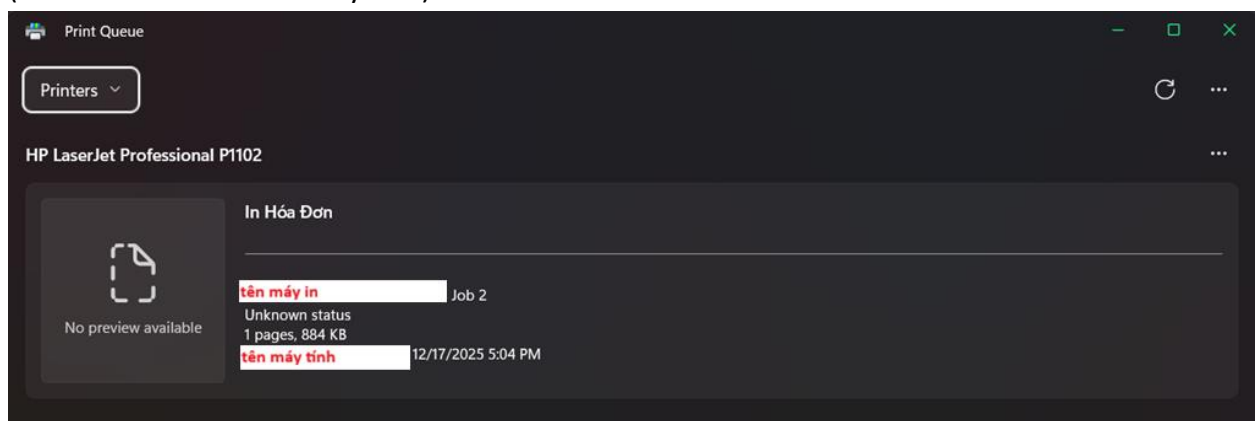 Print Queue
Printers
HP LaserJet Professional P1102
In Hóa Đơn
tên máy in Job 2
No preview available
Unknown status
1 pages, 884 KB
tên máy tính 12/17/2025 5:04 PM